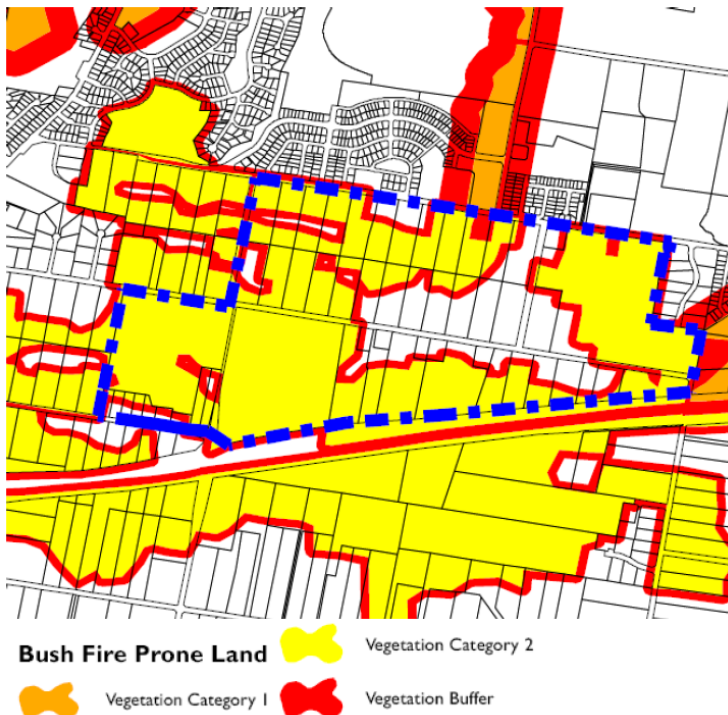 Bush Fire Prone Land
Vegetation Category 2
Vegetation Category 1
Vegetation Buffer